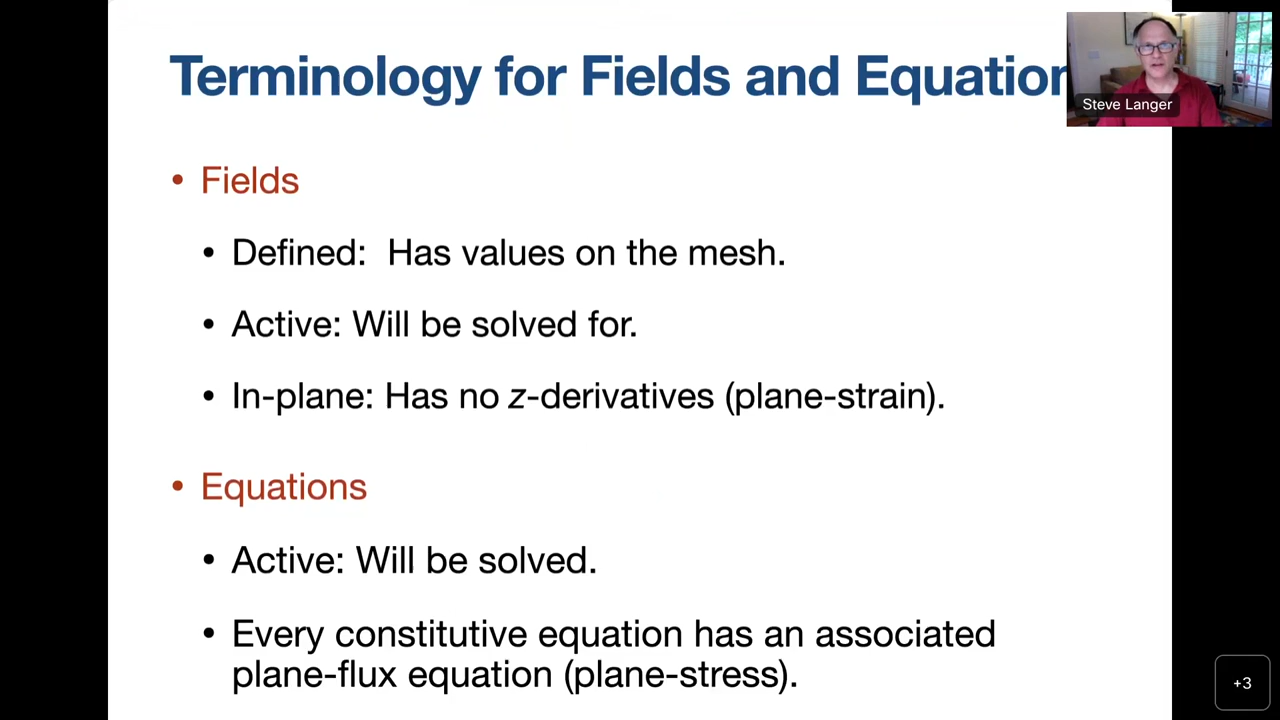 Terminology for Fields and Equation
Steve Langer
• Fields
• Defined: Has values on the mesh.
• Active: Will be solved for.
• In-plane: Has no z-derivatives (plane-strain).
• Equations
• Active: Will be solved.
• Every constitutive equation has an associated
plane-flux equation (plane-stress).
+3